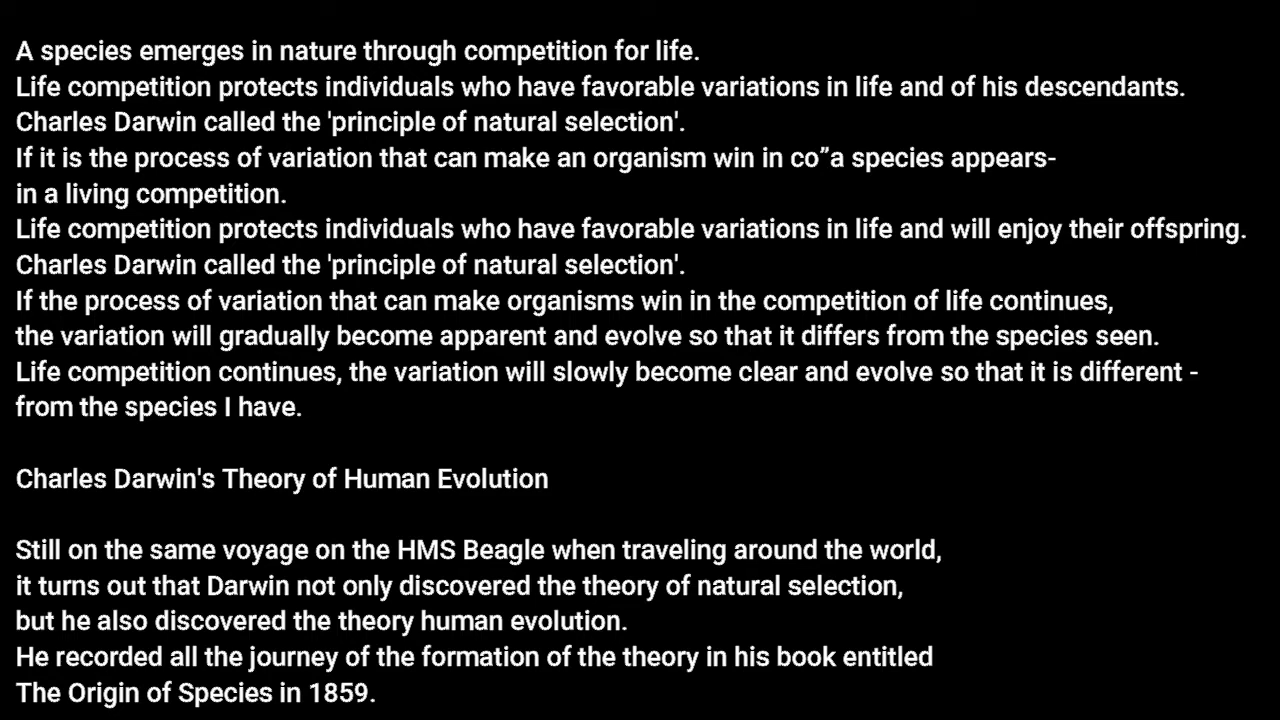 A species emerges in nature through competition for life.
Life competition protects individuals who have favorable variations in life and of his descendants.
Charles Darwin called the 'principle of natural selection'.
If it is the process of variation that can make an organism win in co”a species appears-
in a living competition.
Life competition protects individuals who have favorable variations in life and will enjoy their offspring.
Charles Darwin called the 'principle of natural selection'.
If the process of variation that can make organisms win in the competition of life continues,
the variation will gradually become apparent and evolve so that it differs from the species seen.
Life competition continues, the variation will slowly become clear and evolve so that it is different -
from the species I have.
Charles Darwin's Theory of Human Evolution
Still on the same voyage on the HMS Beagle when traveling around the world,
it turns out that Darwin not only discovered the theory of natural selection,
but he also discovered the theory human evolution.
He recorded all the journey of the formation of the theory in his book entitled
The Origin of Species in 1859.